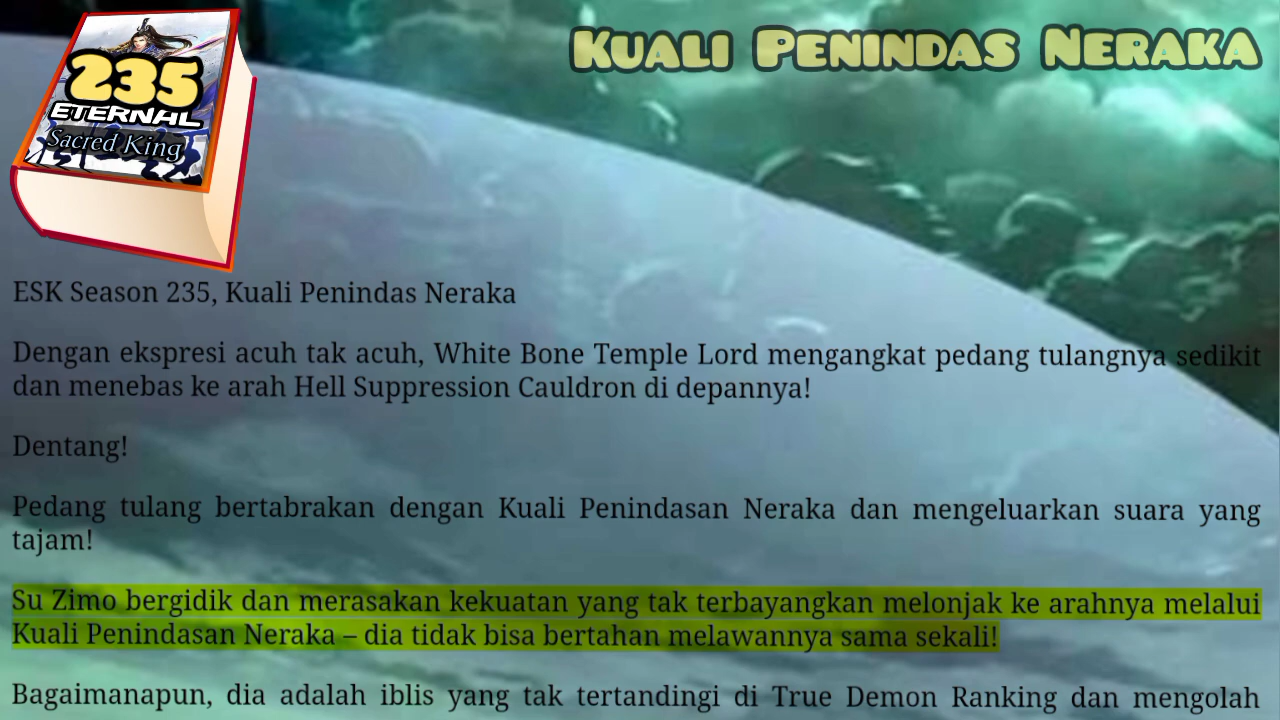 Kuali Penindas Neraka
235
ETERNAL
Sacred King
ESK Season 235, Kuali Penindas Neraka
Dengan ekspresi acuh tak acuh, White Bone Temple Lord mengangkat pedang tulangnya sedikit
dan menebas ke arah Hell Suppression Cauldron di depannya!
Dentang!
Pedang tulang bertabrakan dengan Kuali Penindasan Neraka dan mengeluarkan suara yang
tajam!
Su Zimo bergidik dan merasakan kekuatan yang tak terbayangkan melonjak ke arahnya melalui
Kuali Penindasan Neraka – dia tidak bisa bertahan melawannya sama sekali!
Bagaimanapun, dia adalah iblis yang tak tertandingi di True Demon Ranking dan mengolah